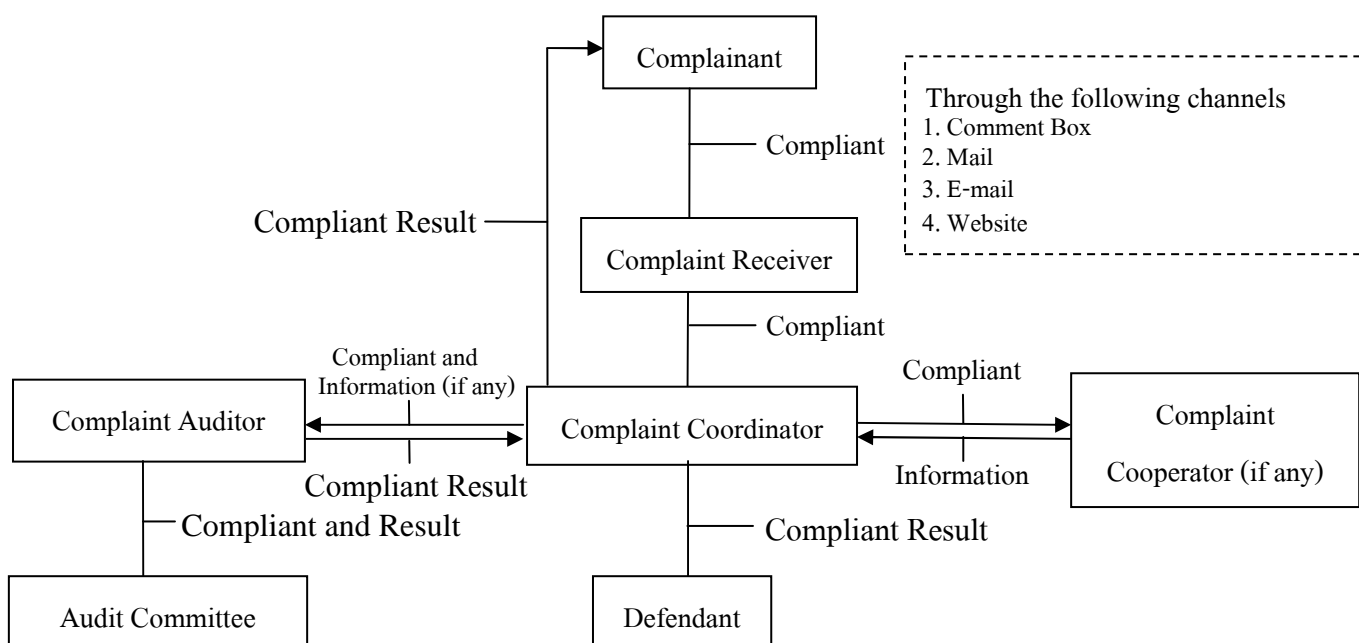 Complainant
Through the following channels
1. Comment Box
2. Mail
3. E-mail
4. Website
Compliant
Compliant Result
Complaint Receiver
Compliant
Compliant and
Information (if any)
Compliant
Complaint Auditor
Complaint Coordinator
Complaint
Cooperator (if any)
Compliant Result
Information
Compliant and Result
Compliant Result
Audit Committee
Defendant